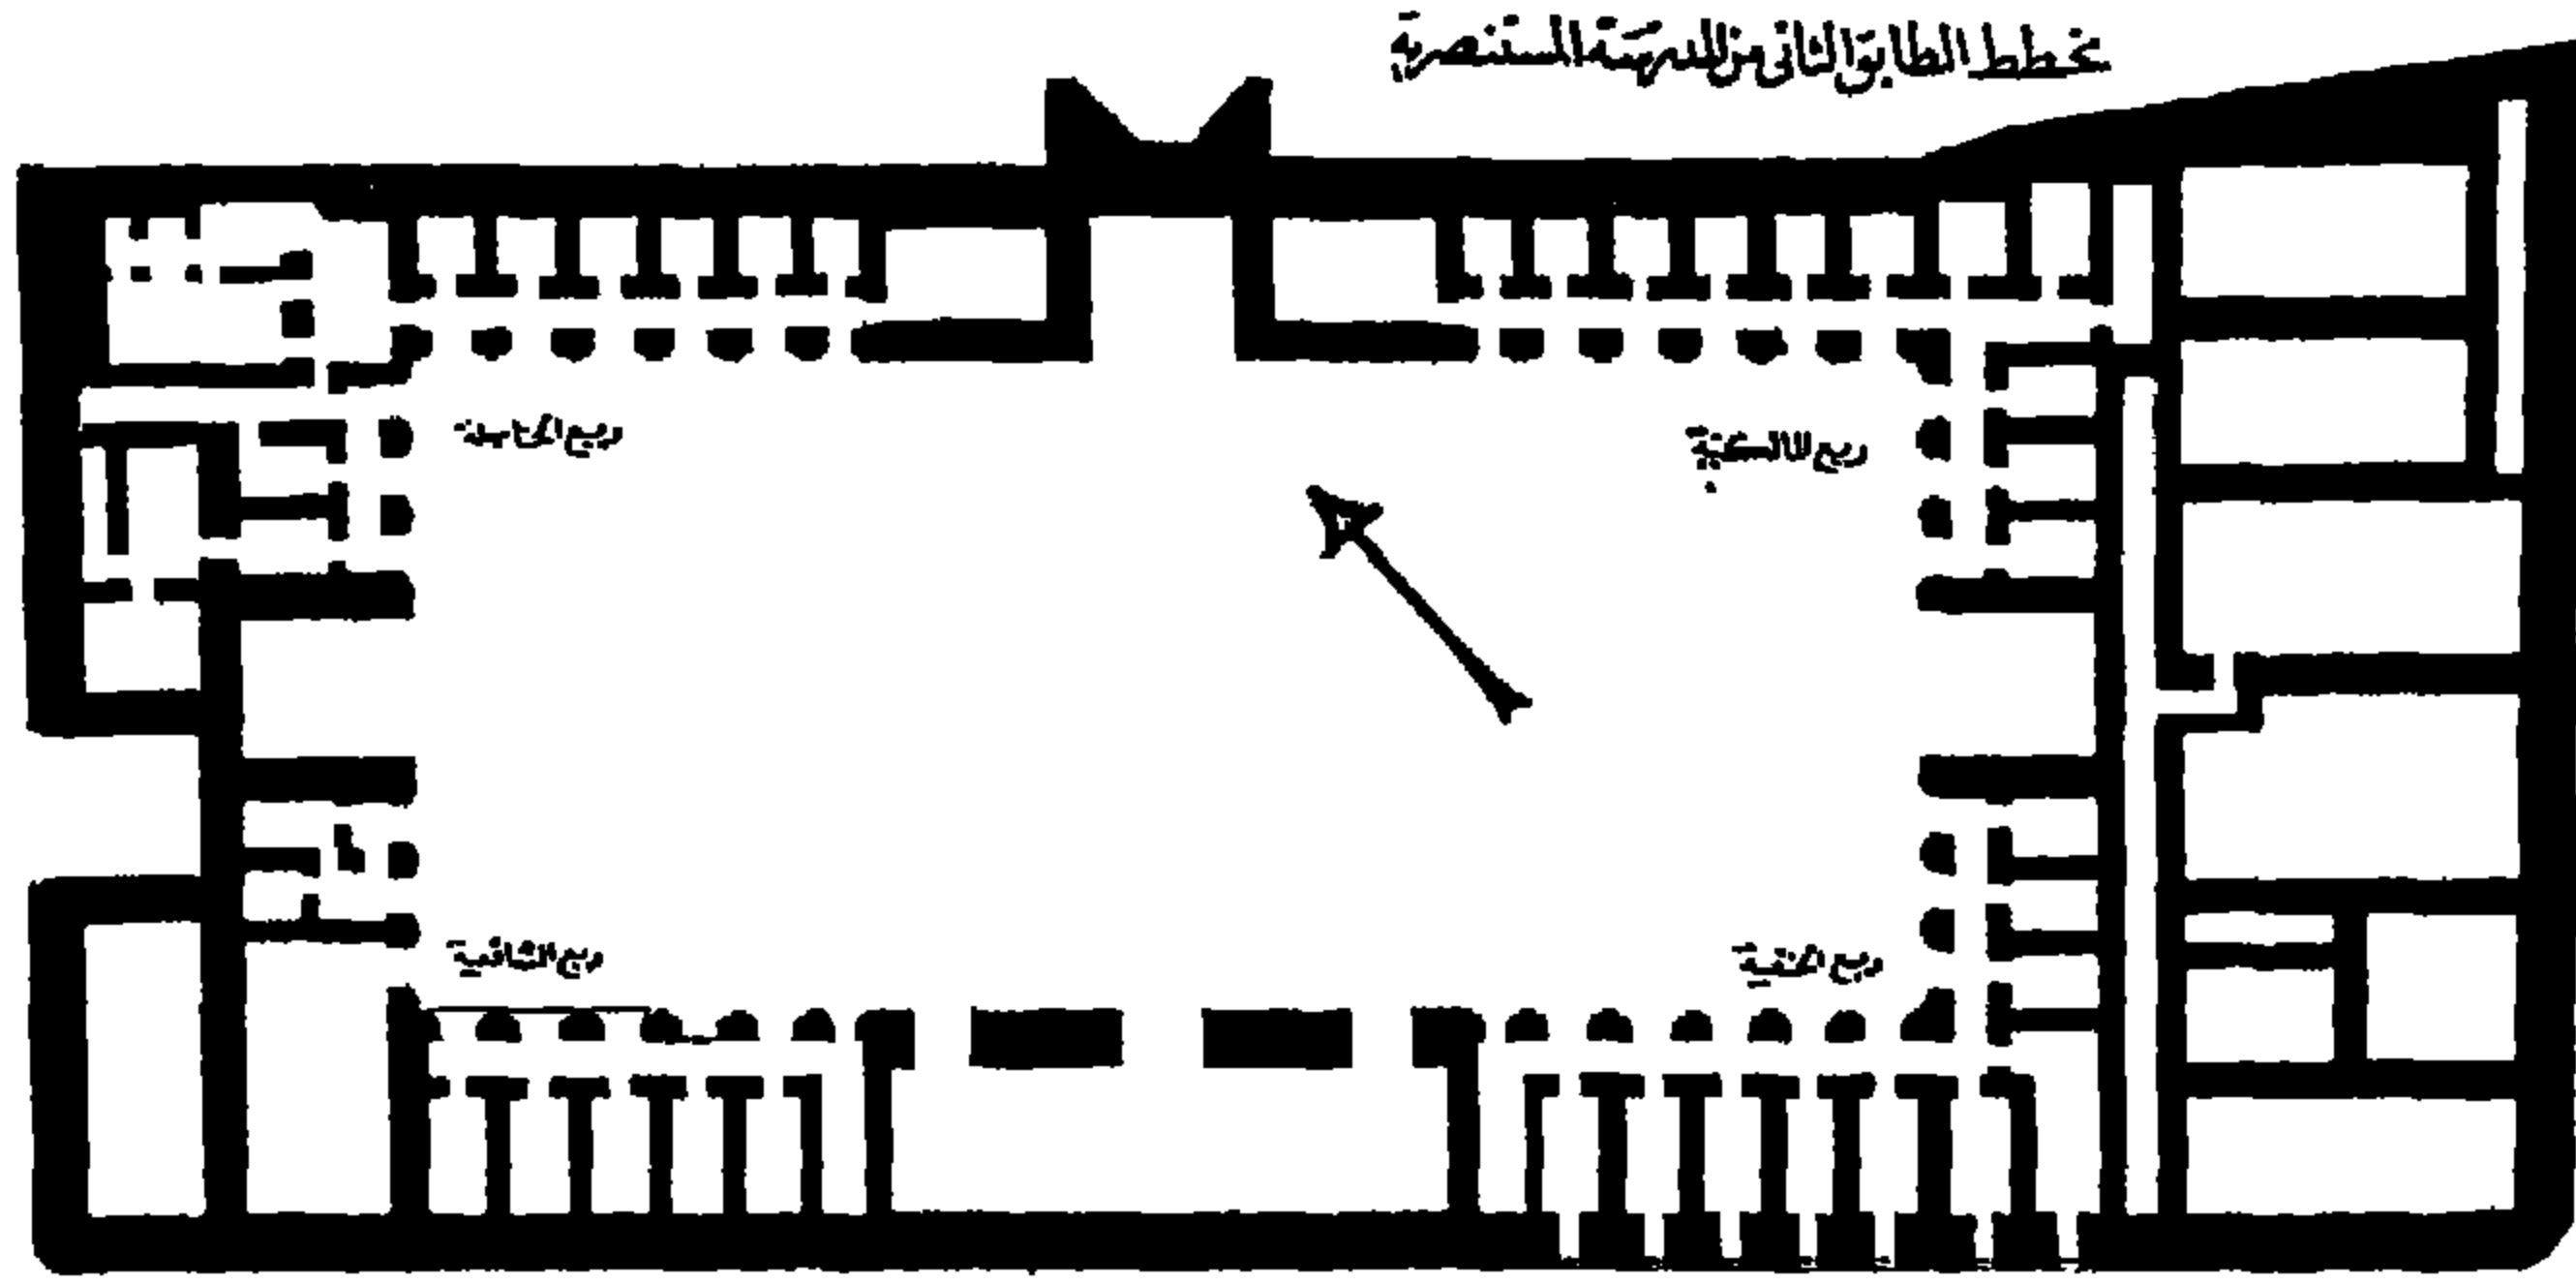 مخطط الطابق الثاني من المدرسة المستنصرية
ربع الحنابلة
ربع المالكية
ربع الشافعية
ربع الحنفية